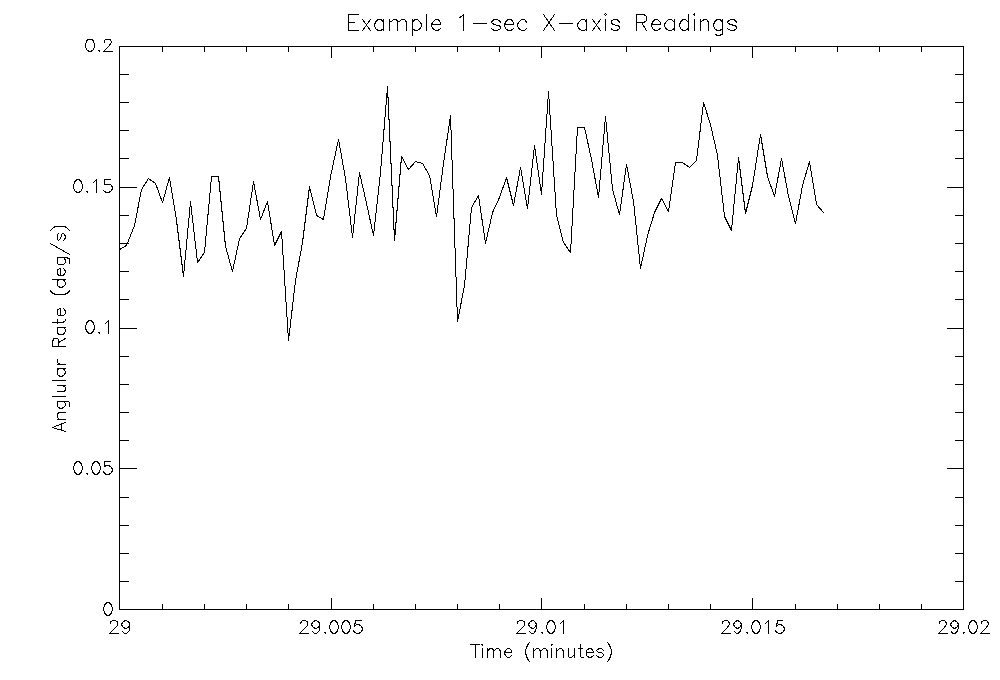 Example 1-sec X-axis Readings
0.2
0.15
0.1
0.05
0
Anglular Rate (deg/s)
29 29.005 29.01 29.015 29.02
Time (minutes)